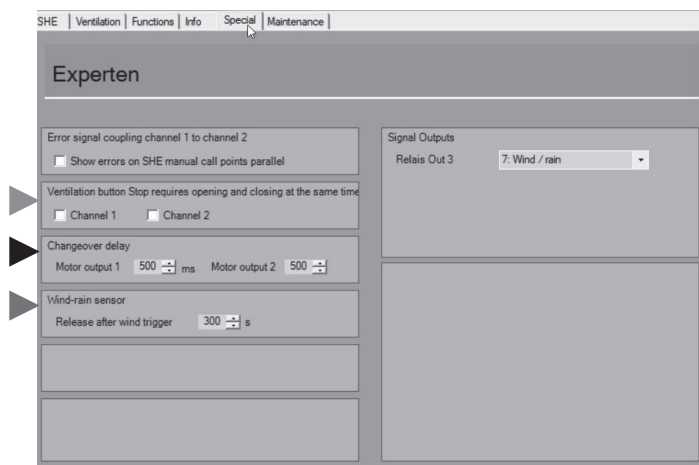 SHE Ventilation Functions Info Special Maintenance
Experten
Error signal coupling channel 1 to channel 2
Show errors on SHE manual call points parallel
Ventilation button Stop requires opening and closing at the same time
Channel 1 Channel 2
Changeover delay
Motor output 1 500 ms Motor output 2 500
Wind-rain sensor
Release after wind trigger 300 s
Signal Outputs
Relais Out 3 7: Wind / rain